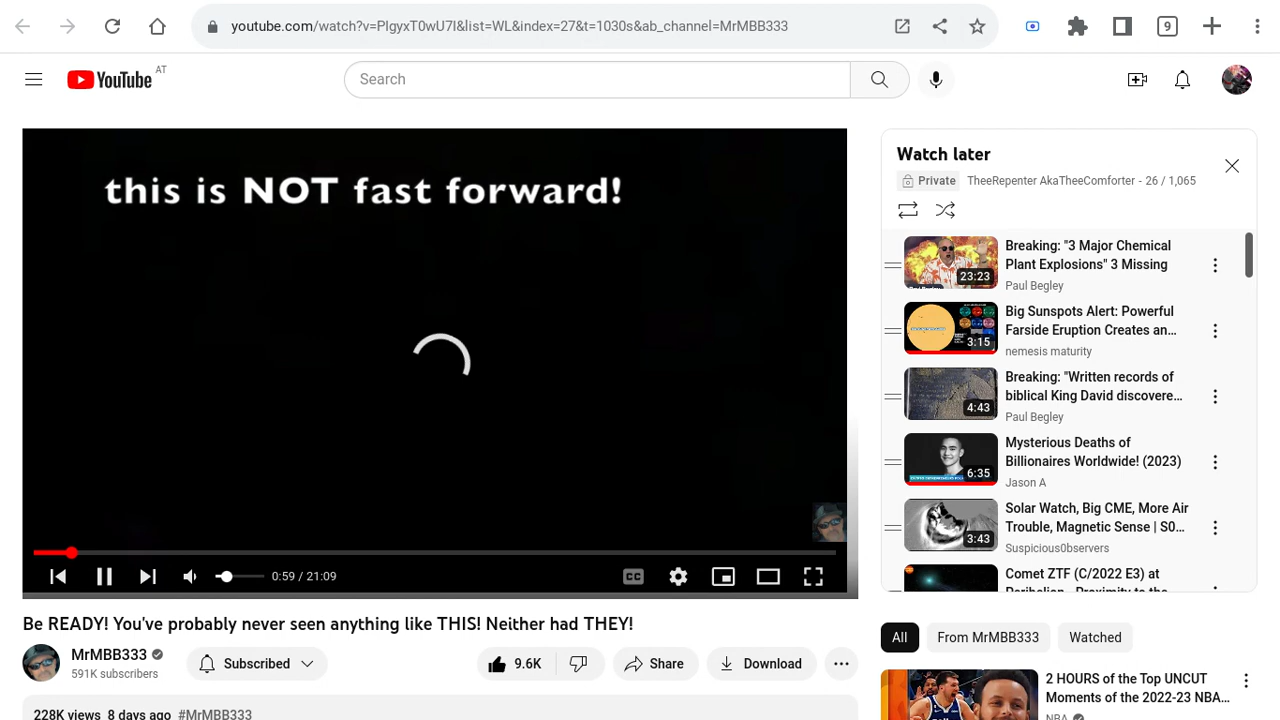 youtube.com/watch?v=PIgyxT0wU7I&list=WL&index=27&t=1030s&ab_channel=MrMBB333
9
YouTube
AT
Search
this is NOT fast forward!
0:59 / 21:09
CC
Be READY! You've probably never seen anything like THIS! Neither had THEY!
MrMBB333
591K subscribers
Subscribed
9.6K
Share
Download
228K views 8 days ago #MrMBB333
Watch later
Private
TheeRepenter AkaTheeComforter - 26 / 1,065
Breaking: "3 Major Chemical
Plant Explosions" 3 Missing
Paul Begley
23:23
Big Sunspots Alert: Powerful
Farside Eruption Creates an...
nemesis maturity
3:15
Breaking: "Written records of
biblical King David discovere...
Paul Begley
4:43
Mysterious Deaths of
Billionaires Worldwide! (2023)
Jason A
6:35
Solar Watch, Big CME, More Air
Trouble, Magnetic Sense | S0...
Suspicious0bservers
3:43
Comet ZTF (C/2022 E3) at
Perihelion - Proximity to the
All
From MrMBB333
Watched
2 HOURS of the Top UNCUT
Moments of the 2022-23 NBA...
NBA